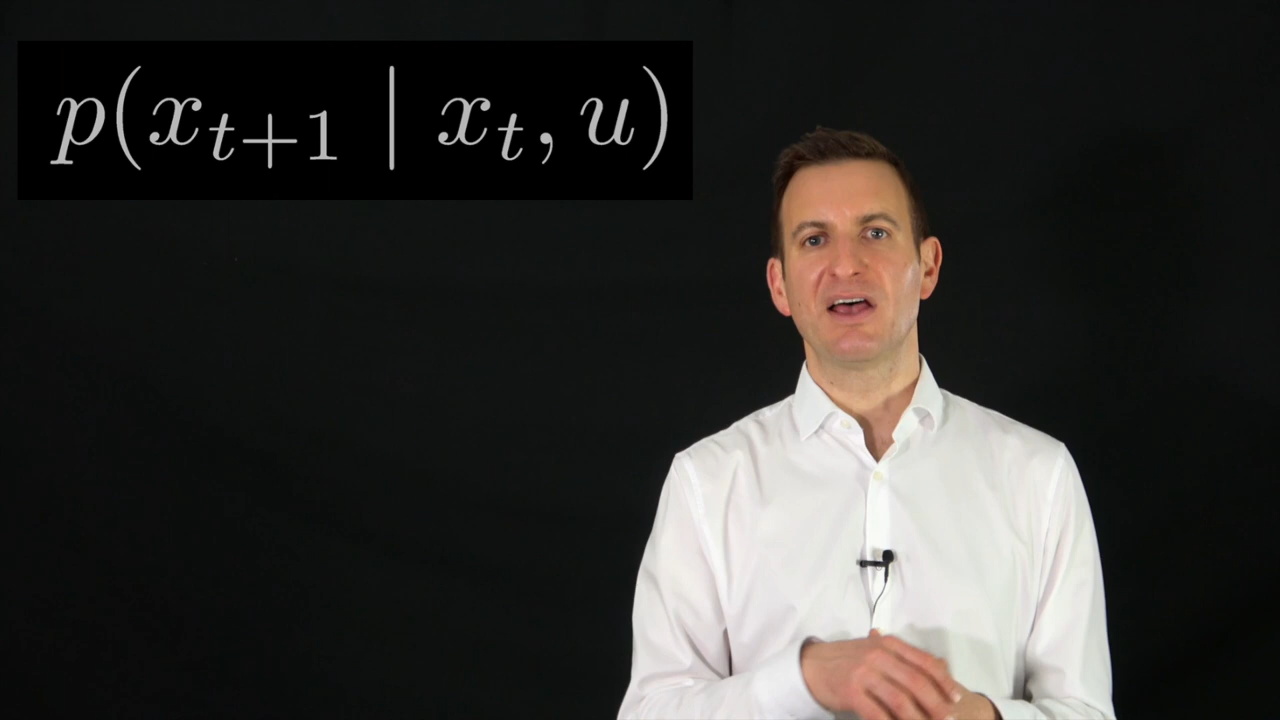 p(x_{t+1} | x_t, u)